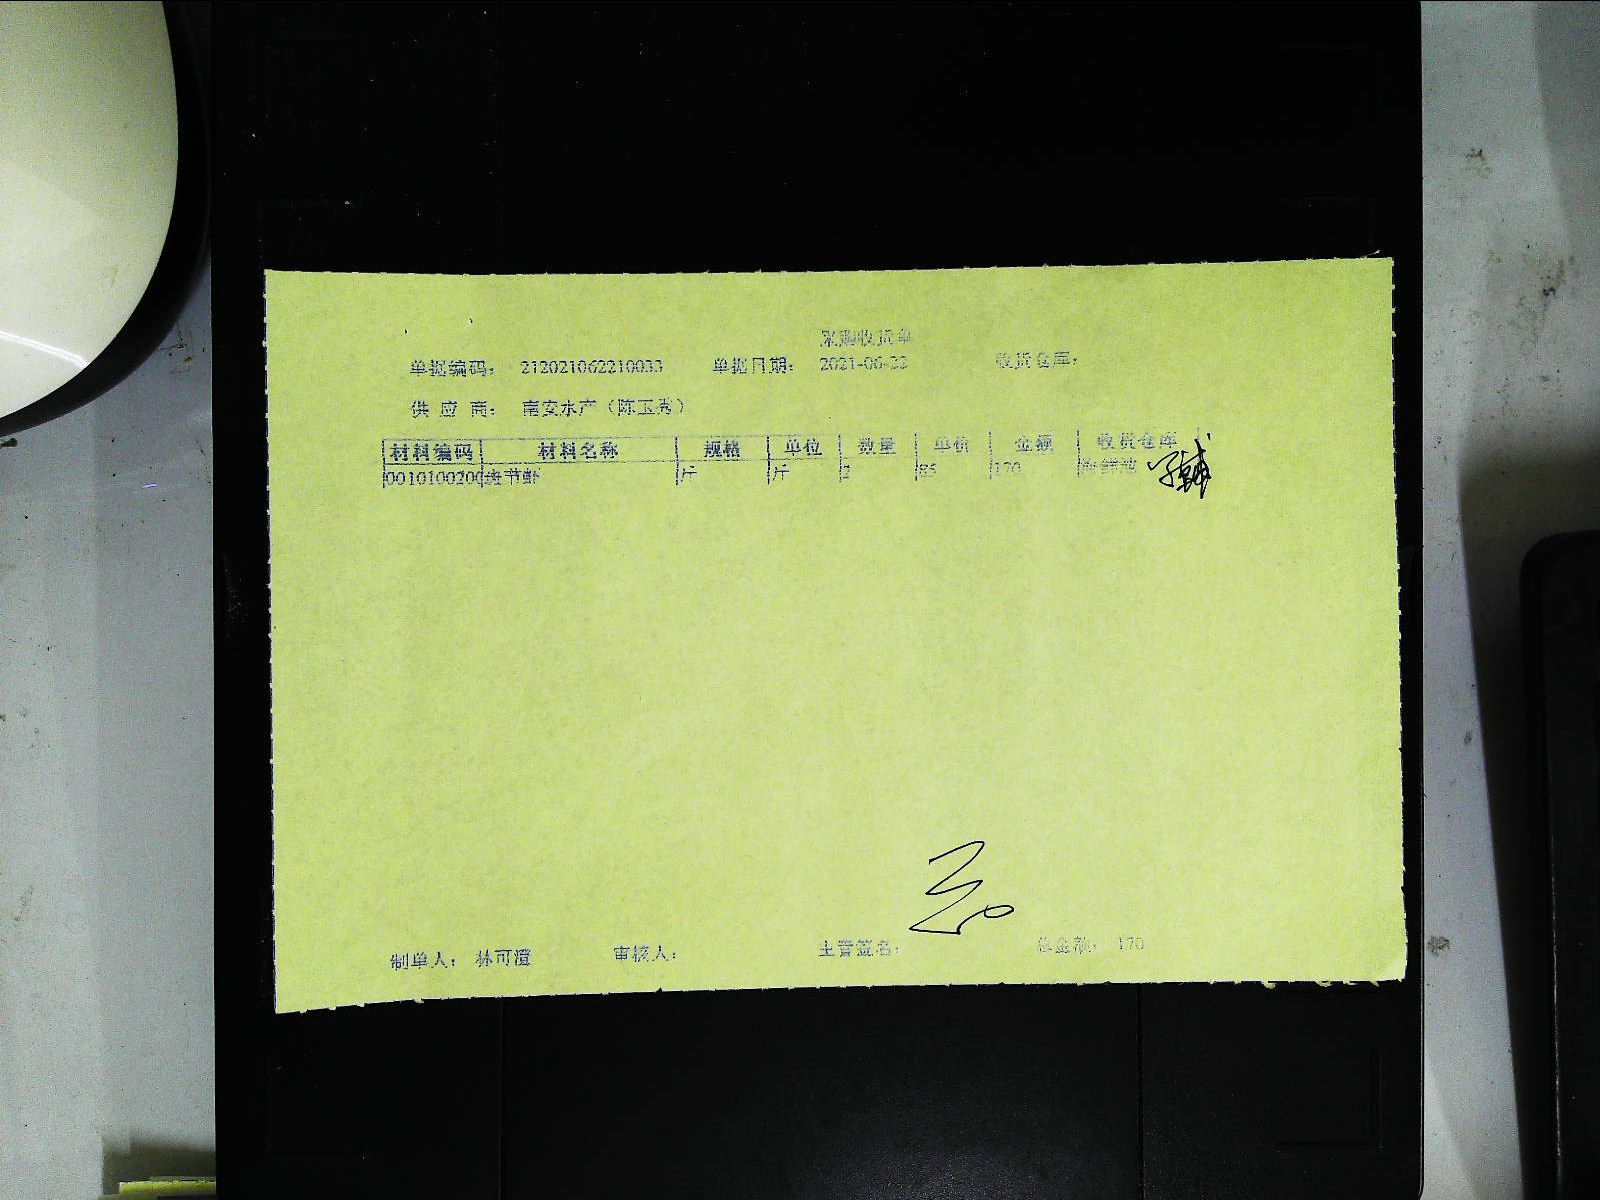 采购收货单
单据编码： 212021062210033 单据日期： 2021-06-22 收货仓库：
供 应 商： 南安水产（陈玉秀）
材料编码 材料名称 规格 单位 数量 单价 金额 收货仓库
0010100200 斑节虾 斤 斤 2 85 170 海鲜池
制单人： 林可澄 审核人： 主管签名： 总金额： 170